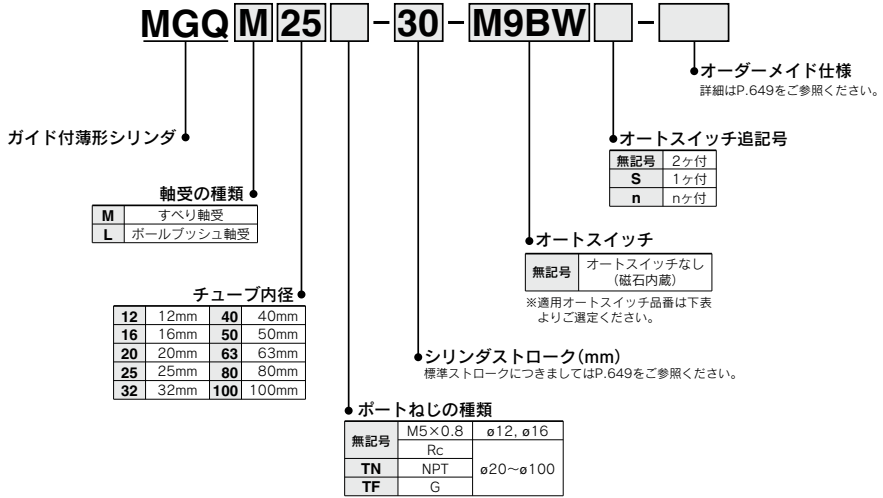 MGQ M 25 - 30 - M9BW -
オーダーメイド仕様
詳細はP.649をご参照ください。
ガイド付薄形シリンダ
オートスイッチ追記号
無記号 2ヶ付
S 1ヶ付
n nヶ付
軸受の種類
M すべり軸受
L ボールブッシュ軸受
オートスイッチ
無記号 オートスイッチなし
(磁石内蔵)
※適用オートスイッチ品番は下表
よりご選定ください。
チューブ内径
12 12mm 40 40mm
16 16mm 50 50mm
20 20mm 63 63mm
25 25mm 80 80mm
32 32mm 100 100mm
シリンダストローク(mm)
標準ストロークにつきましてはP.649をご参照ください。
ポートねじの種類
無記号 M5×0.8 ø12, ø16
Rc ø20〜ø100
TN NPT
TF G